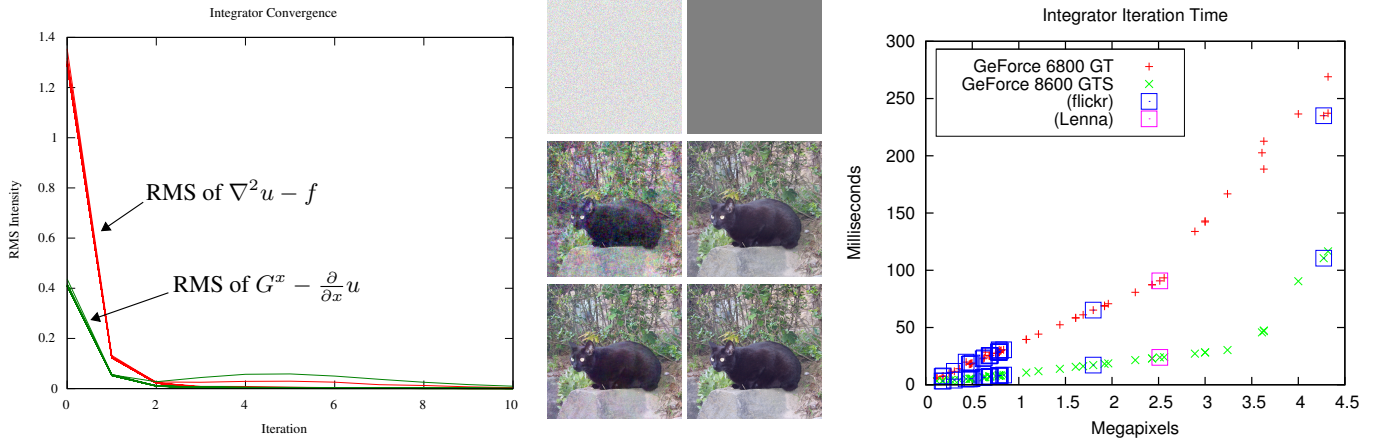 Integrator Convergence
1.4
1.2
1
0.8
0.6
0.4
0.2
0
RMS Intensity
RMS of ∇²u − f
RMS of Gˣ − ∂/∂x u
0 2 4 6 8 10
Iteration
Integrator Iteration Time
300
250
200
150
100
50
0
Milliseconds
GeForce 6800 GT
GeForce 8600 GTS
(flickr)
(Lenna)
0 0.5 1 1.5 2 2.5 3 3.5 4 4.5
Megapixels